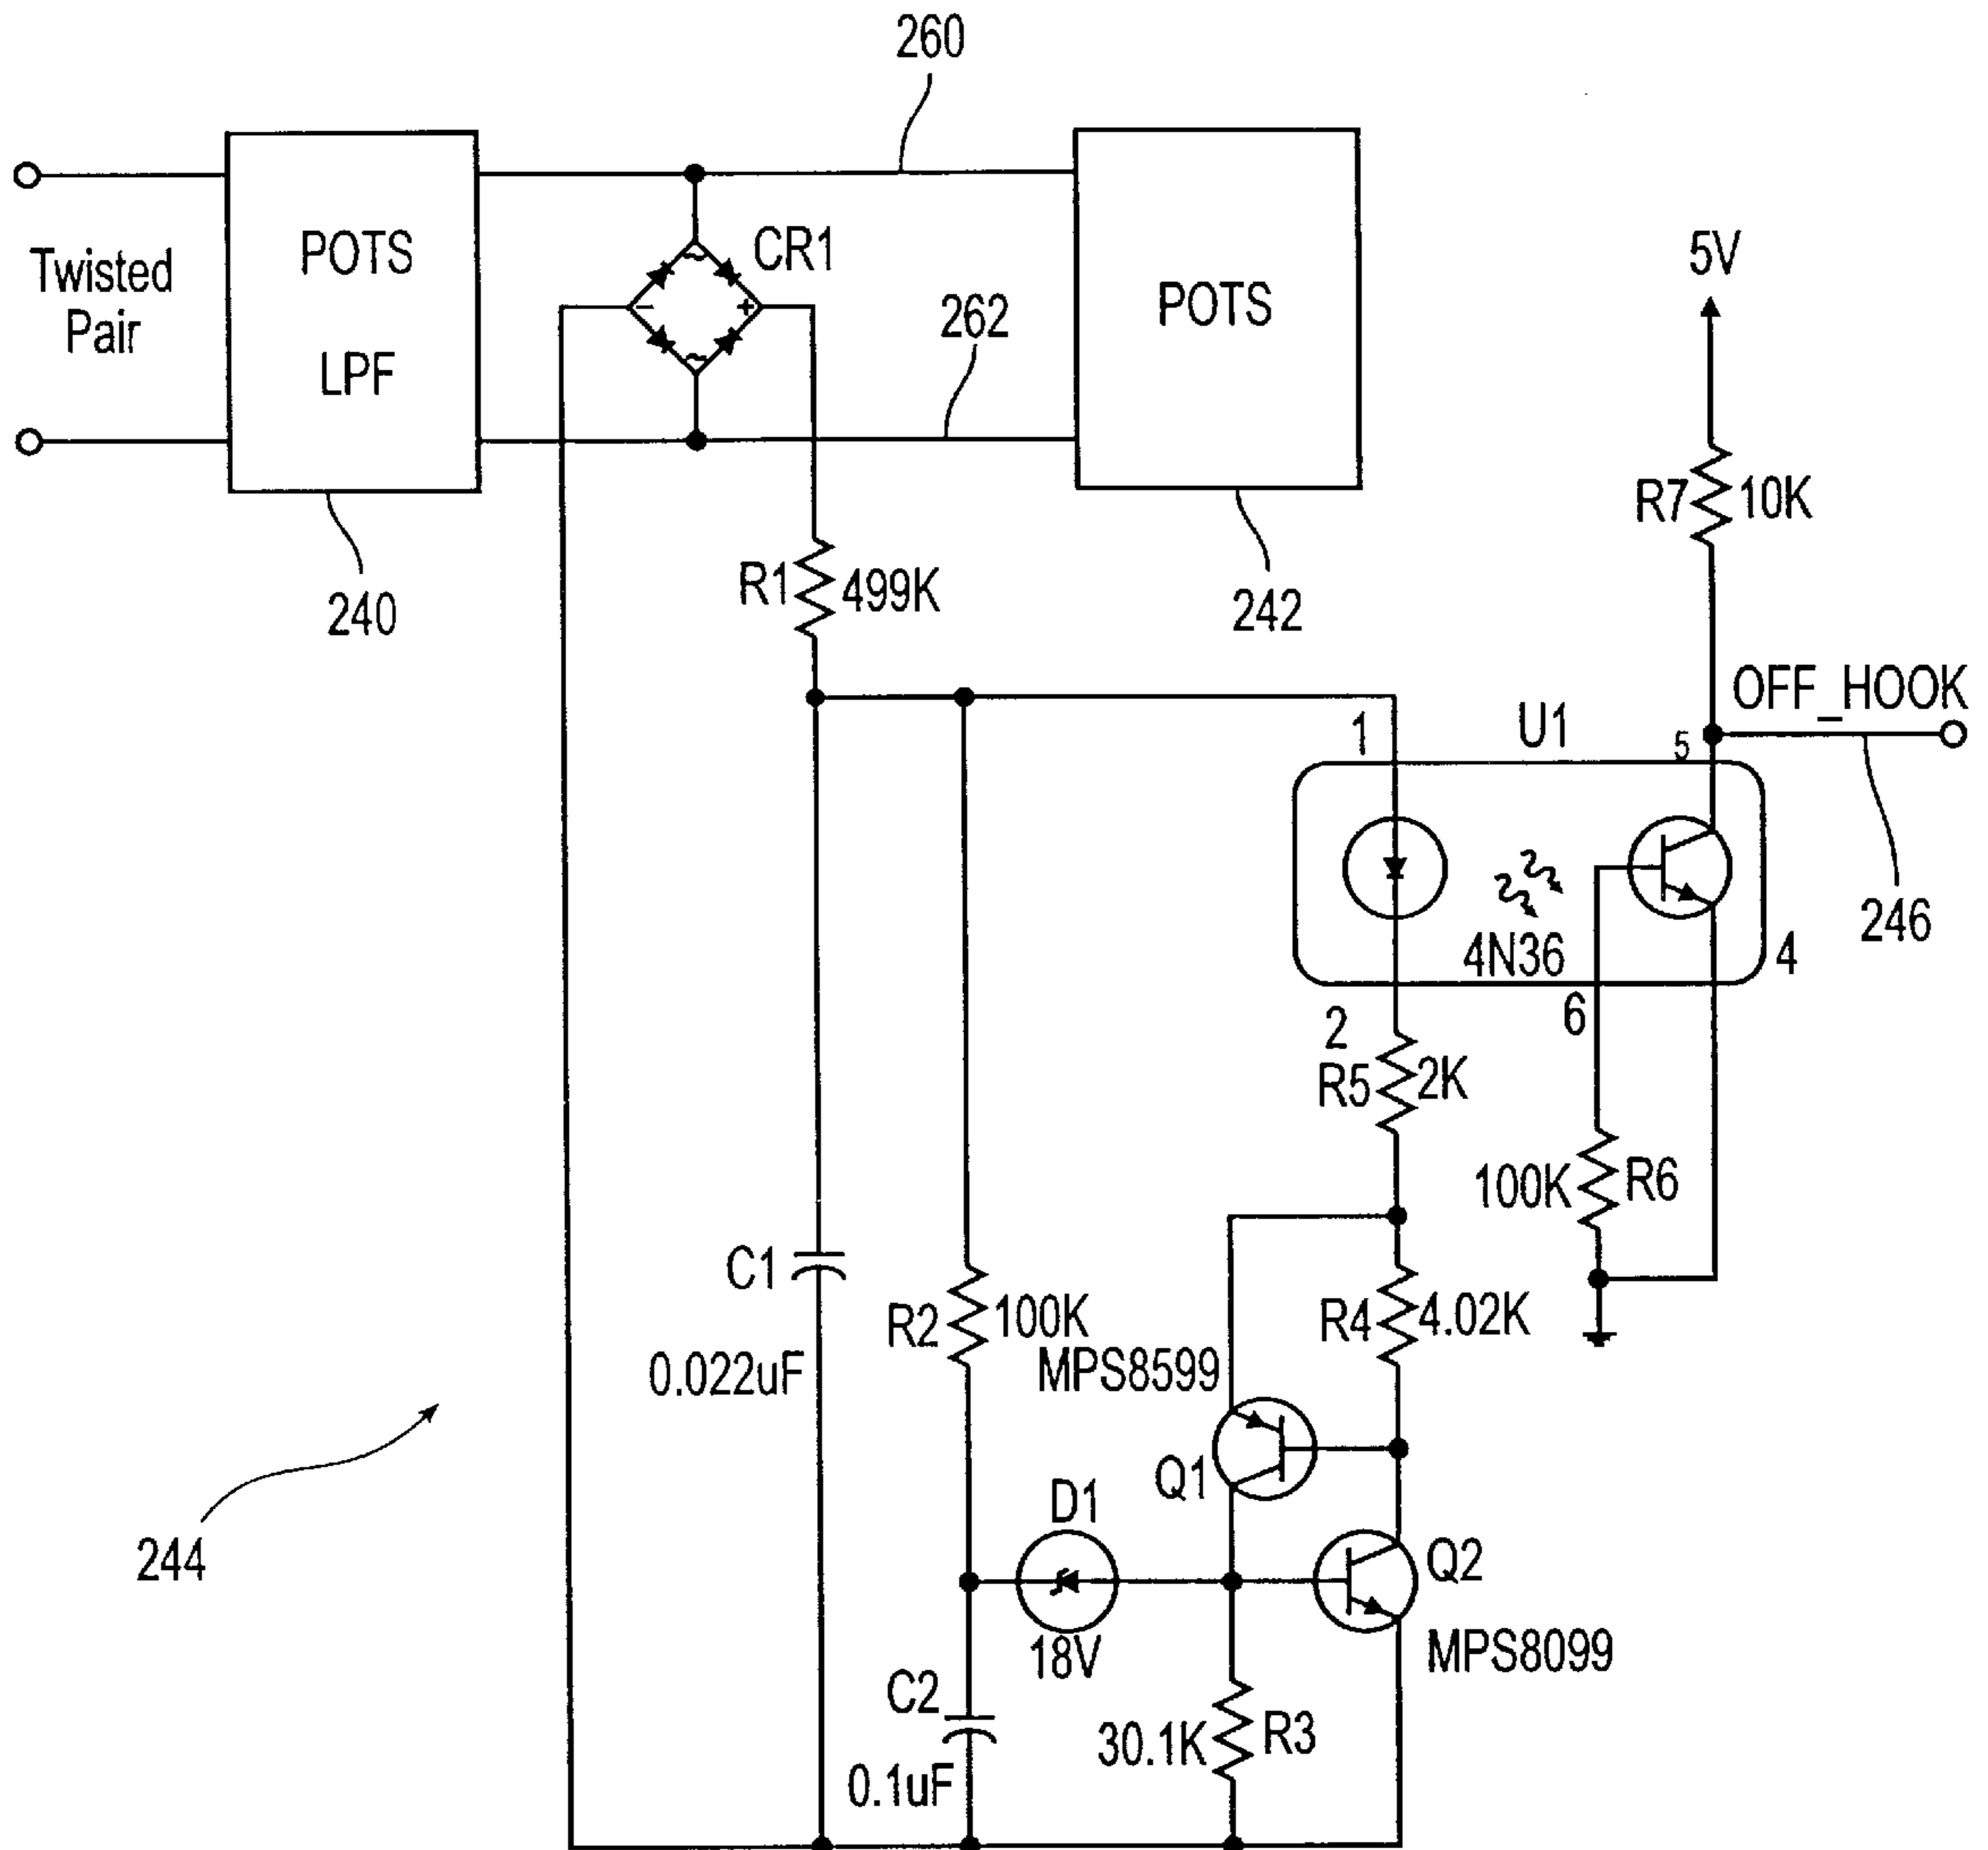 260
Twisted
Pair
POTS
LPF
CR1
262
POTS
5V
240
R1
499K
242
R7
10K
OFF_HOOK
1
U1
5
4N36
4
246
2
6
R5
2K
100K
R6
C1
0.022uF
R2
100K
R4
4.02K
MPS8599
Q1
244
D1
18V
Q2
MPS8099
C2
0.1uF
30.1K
R3